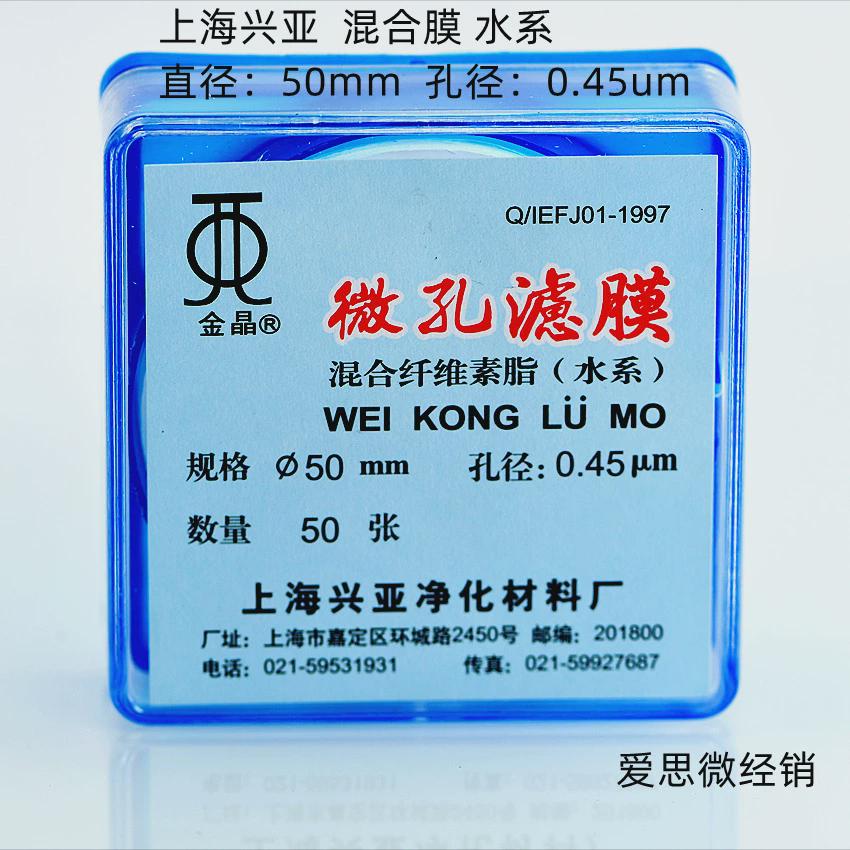 上海兴亚 混合膜 水系
直径：50mm 孔径：0.45um
Q/IEFJ01-1997
金晶®
微孔滤膜
混合纤维素脂（水系）
WEI KONG LÜ MO
规格 Ø50 mm 孔径：0.45μm
数量 50 张
上海兴亚净化材料厂
厂址：上海市嘉定区环城路2450号 邮编：201800
电话：021-59531931 传真：021-59927687
爱思微经销